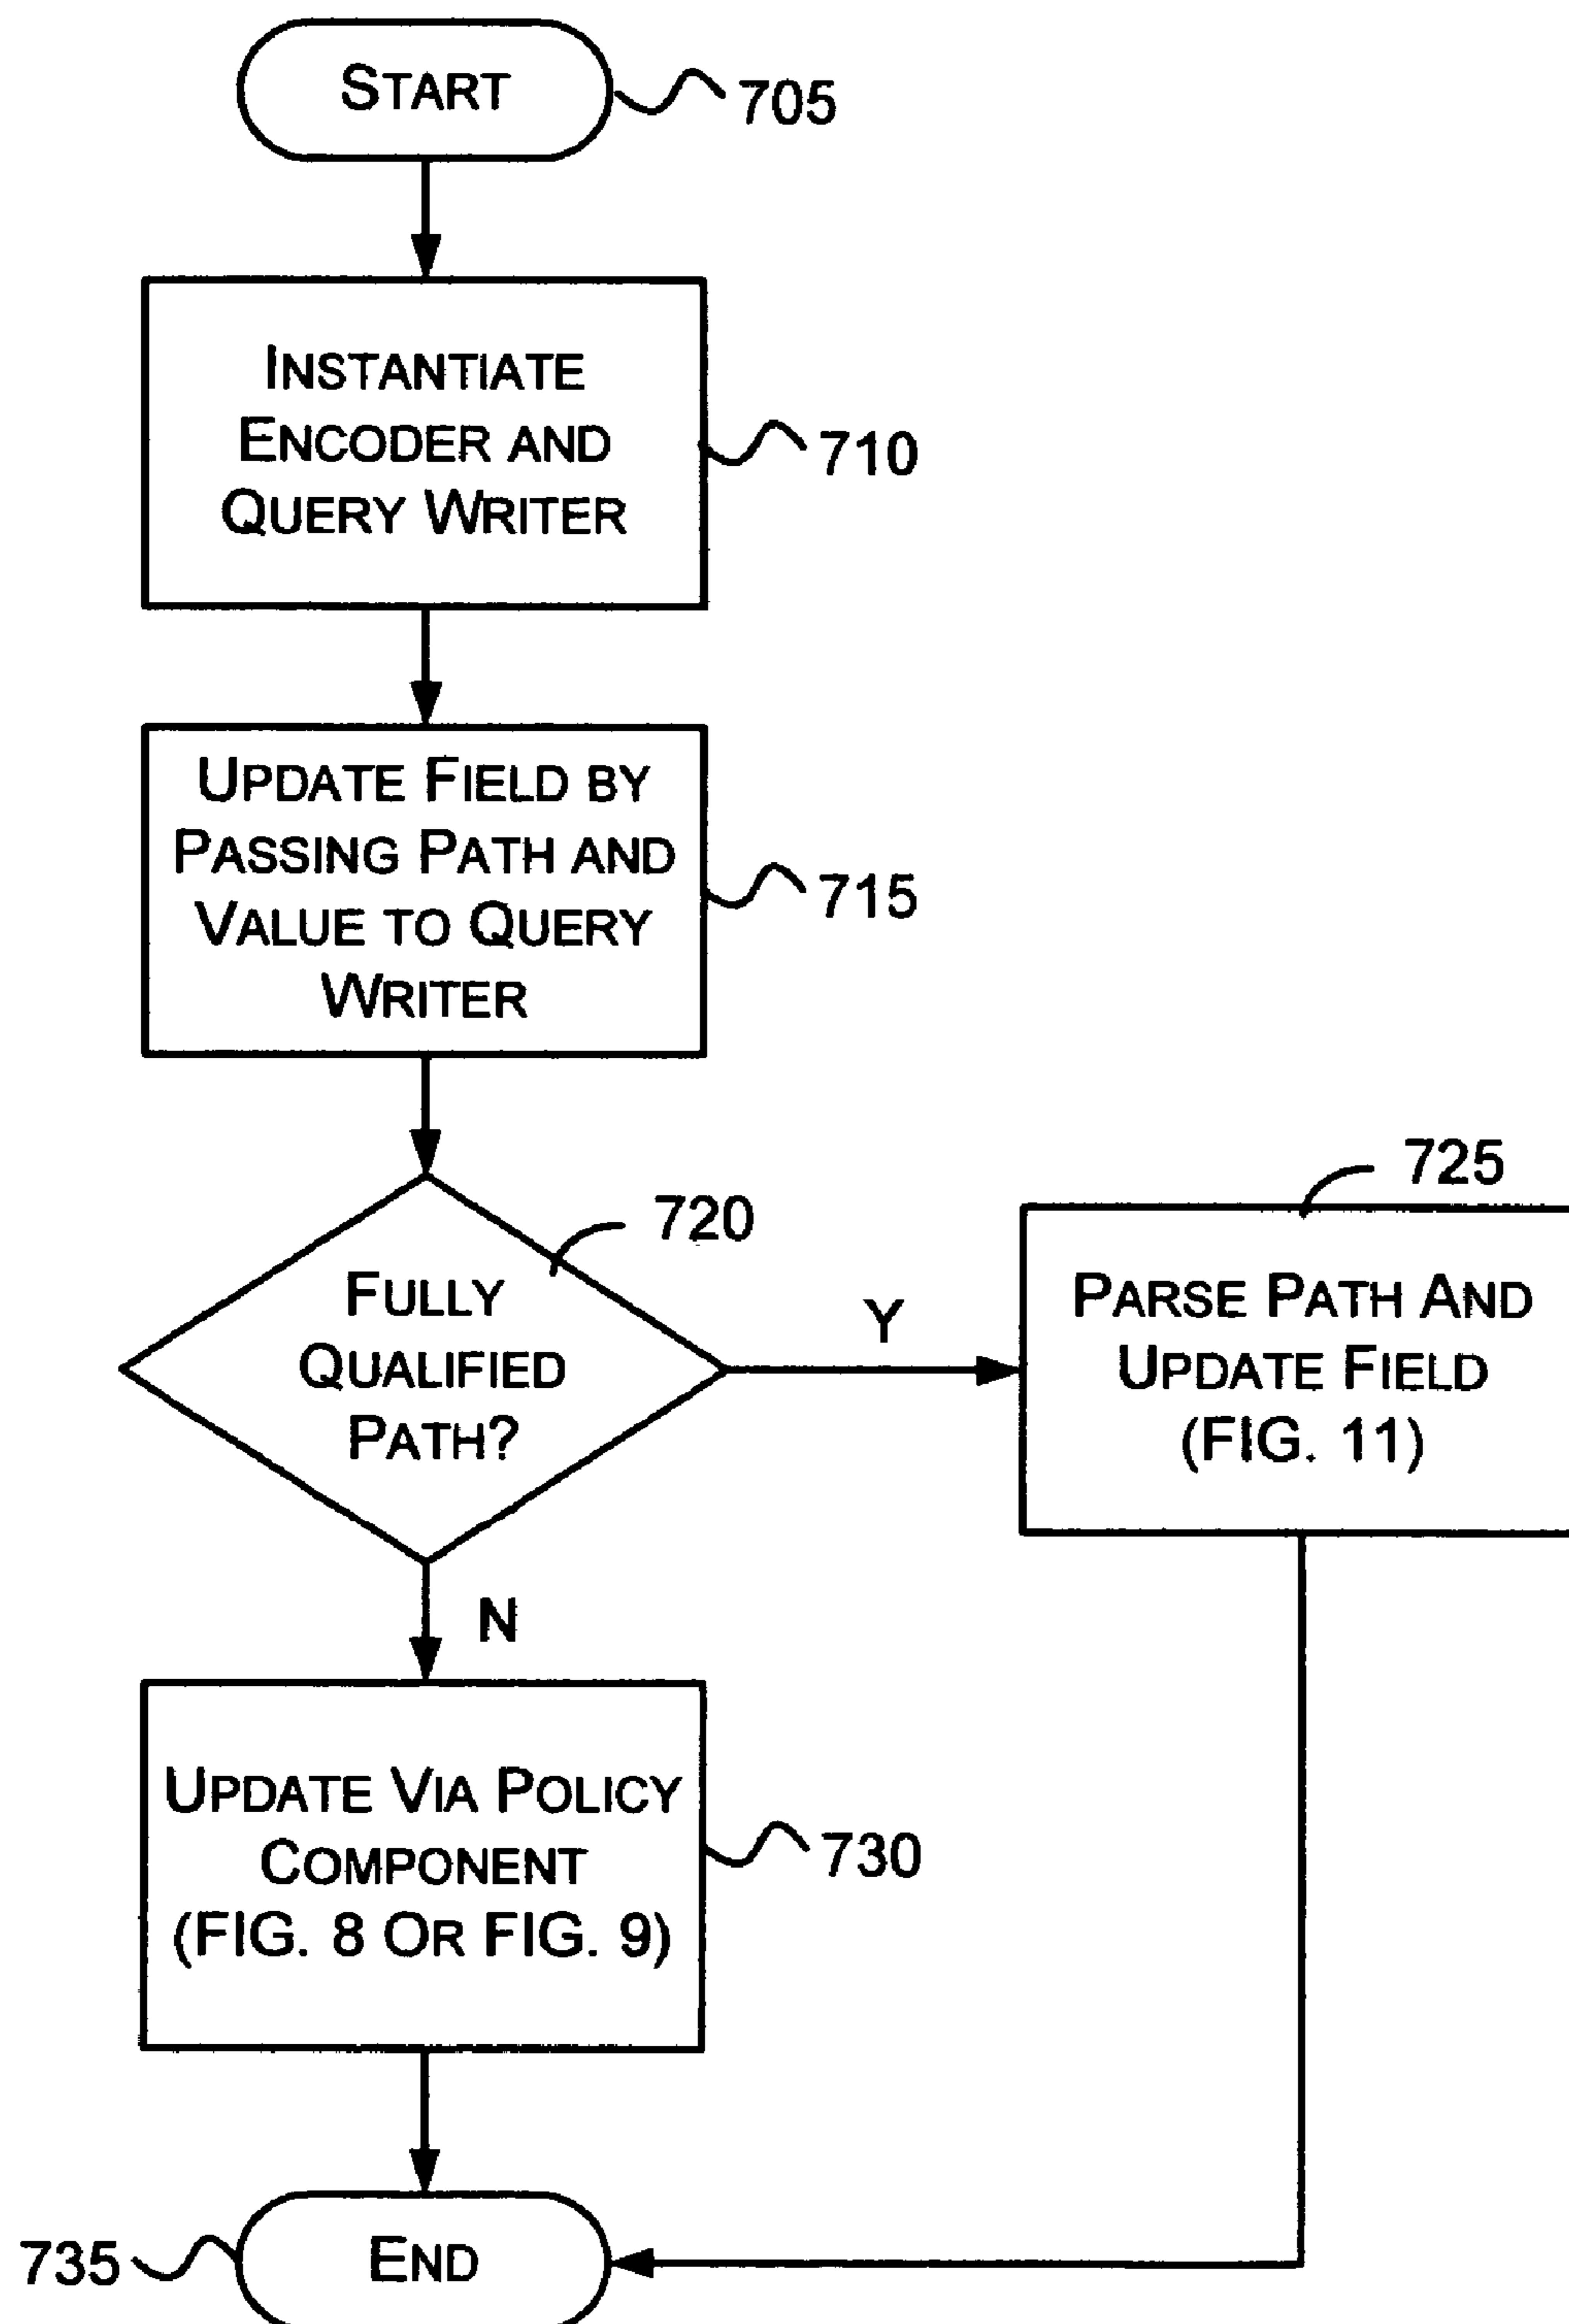 START
705
INSTANTIATE
ENCODER AND
QUERY WRITER
710
UPDATE FIELD BY
PASSING PATH AND
VALUE TO QUERY
WRITER
715
720
FULLY
QUALIFIED
PATH?
Y
725
PARSE PATH AND
UPDATE FIELD
(FIG. 11)
N
UPDATE VIA POLICY
COMPONENT
(FIG. 8 OR FIG. 9)
730
735
END